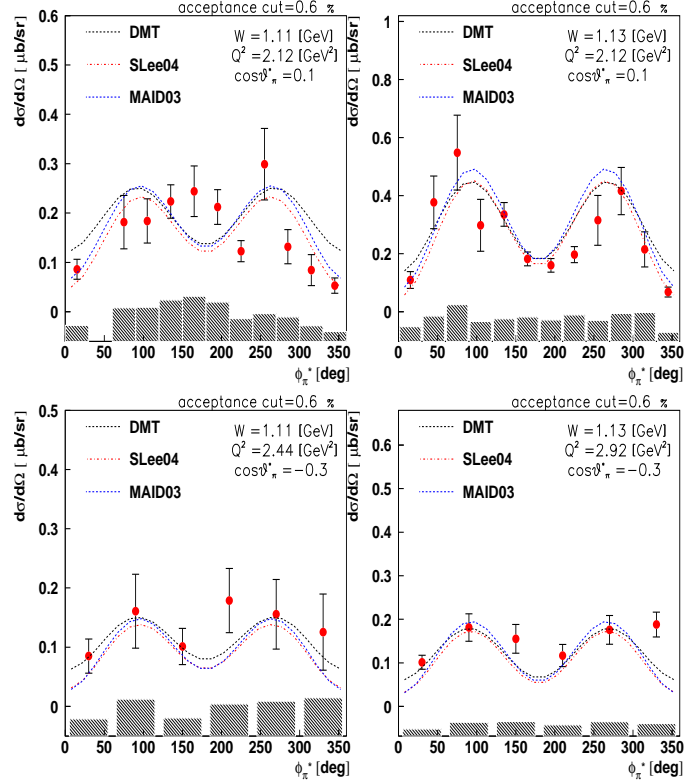 acceptance cut=0.6 %
dσ/dΩ [ μb/sr]
0.6
0.5
0.4
0.3
0.2
0.1
0
DMT
SLee04
MAID03
W = 1.11 [GeV]
Q² = 2.12 [GeV²]
cosϑ*π = 0.1
0 50 100 150 200 250 300 350
ϕπ* [deg]
acceptance cut=0.6 %
dσ/dΩ [ μb/sr]
1
0.8
0.6
0.4
0.2
0
DMT
SLee04
MAID03
W = 1.13 [GeV]
Q² = 2.12 [GeV²]
cosϑ*π = 0.1
0 50 100 150 200 250 300 350
ϕπ* [deg]
acceptance cut=0.6 %
dσ/dΩ [ μb/sr]
0.5
0.4
0.3
0.2
0.1
0
DMT
SLee04
MAID03
W = 1.11 [GeV]
Q² = 2.44 [GeV²]
cosϑ*π = −0.3
0 50 100 150 200 250 300 350
ϕπ* [deg]
acceptance cut=0.6 %
dσ/dΩ [ μb/sr]
0.6
0.5
0.4
0.3
0.2
0.1
0
DMT
SLee04
MAID03
W = 1.13 [GeV]
Q² = 2.92 [GeV²]
cosϑ*π = −0.3
0 50 100 150 200 250 300 350
ϕπ* [deg]